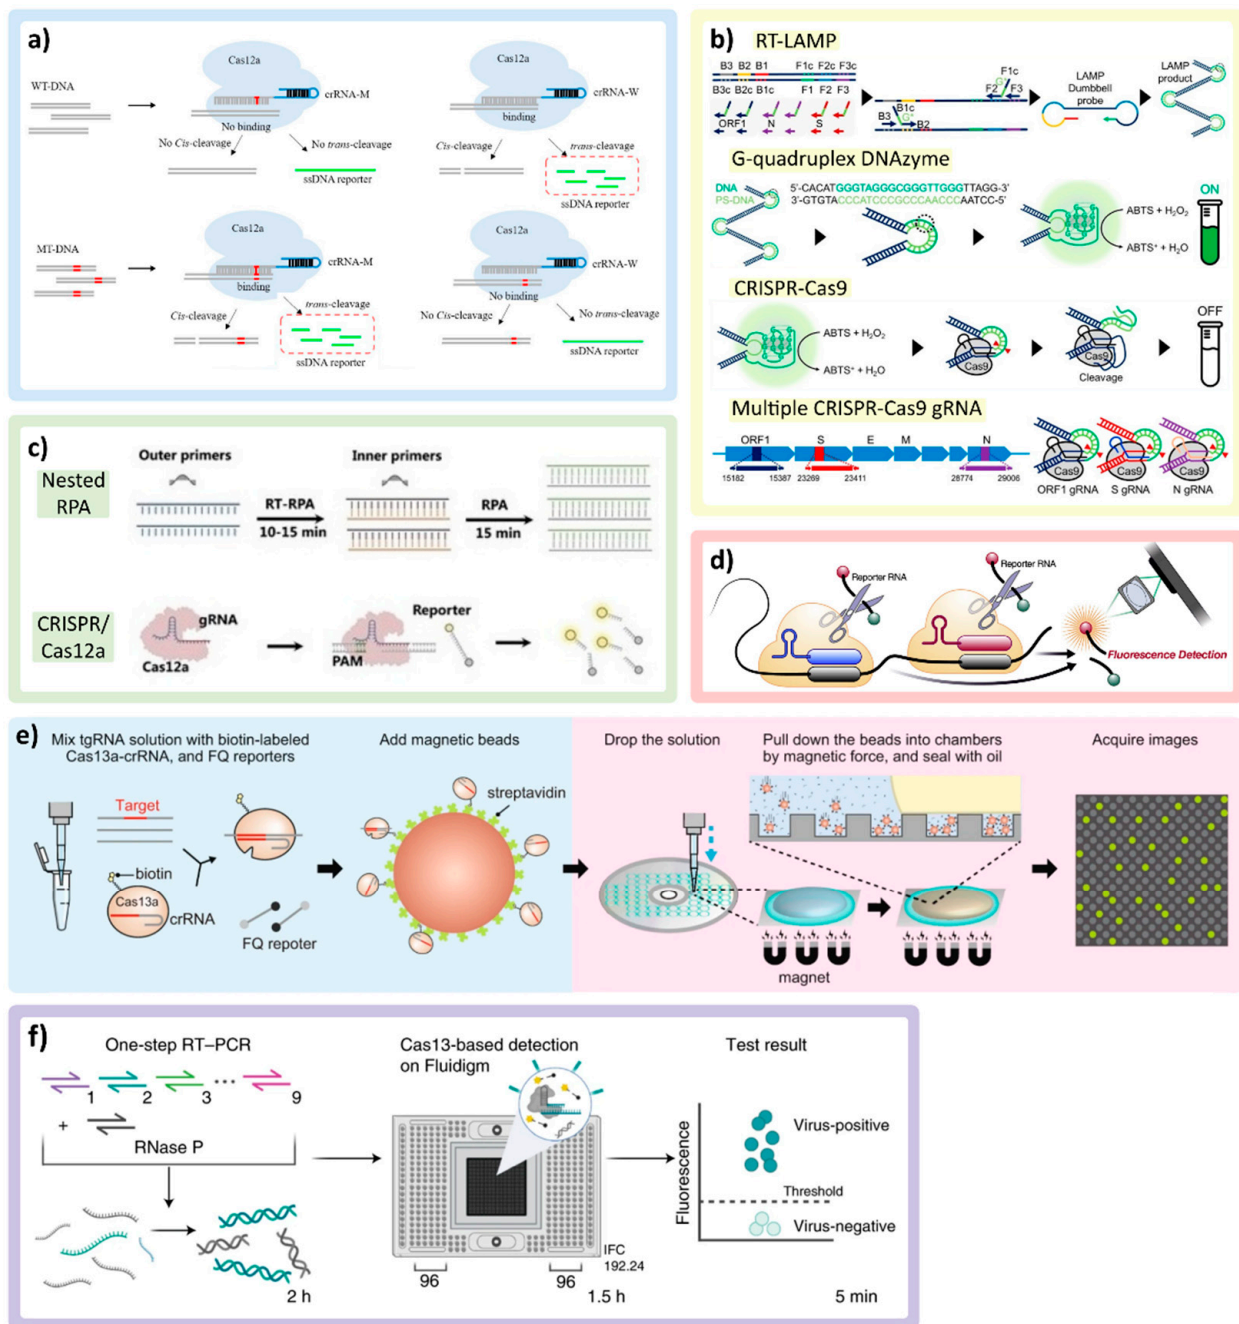 a)
Cas12a
WT-DNA
crRNA-M
No binding
No Cis-cleavage
No trans-cleavage
ssDNA reporter
Cas12a
crRNA-W
binding
Cis-cleavage
trans-cleavage
ssDNA reporter
MT-DNA
Cas12a
crRNA-M
binding
Cis-cleavage
trans-cleavage
ssDNA reporter
Cas12a
crRNA-W
No binding
No Cis-cleavage
No trans-cleavage
ssDNA reporter
b)
RT-LAMP
B3 B2 B1 F1c F2c F3c
B3c B2c B1c F1 F2 F3
ORF1 N S
F1c
G*
F2 F3
B1c
B3 G* B2
LAMP
Dumbbell
probe
LAMP
product
G-quadruplex DNAzyme
DNA 5'-CACATGGGTAGGGCGGGTTGGGTTAGG-3'
PS-DNA 3'-GTGTACCCATCCCGCCCAACCCAATCC-5'
ABTS + H2O2
ABTS+ + H2O
ON
CRISPR-Cas9
ABTS + H2O2
ABTS+ + H2O
Cas9
Cas9
Cleavage
OFF
Multiple CRISPR-Cas9 gRNA
ORF1 S E M N
15182 15387 23269 23411 28774 29006
Cas9 Cas9 Cas9
ORF1 gRNA S gRNA N gRNA
c)
Nested
RPA
Outer primers
RT-RPA
10-15 min
Inner primers
RPA
15 min
CRISPR/
Cas12a
gRNA
Cas12a
PAM
Reporter
d)
Reporter RNA
Reporter RNA
Fluorescence Detection
e)
Mix tgRNA solution with biotin-labeled
Cas13a-crRNA, and FQ reporters
Target
biotin
Cas13a
crRNA
FQ repoter
Add magnetic beads
streptavidin
Drop the solution
Pull down the beads into chambers
by magnetic force, and seal with oil
magnet
Acquire images
f)
One-step RT–PCR
1 2 3 ... 9
+
RNase P
2 h
Cas13-based detection
on Fluidigm
IFC
192.24
96 96
1.5 h
Test result
Fluorescence
Virus-positive
Threshold
Virus-negative
5 min